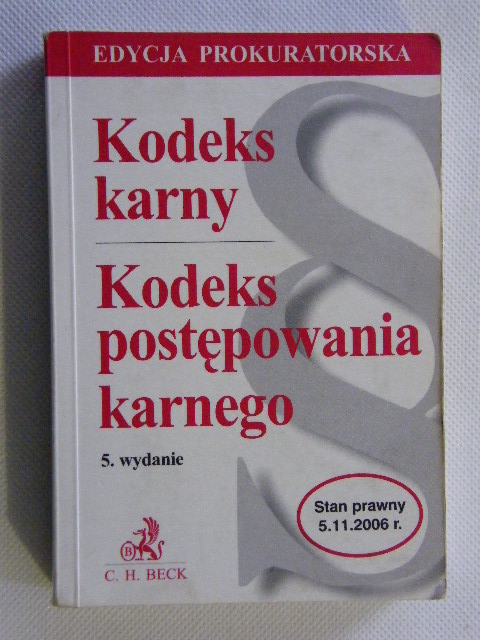 EDYCJA PROKURATORSKA
Kodeks
karny
Kodeks
postępowania
karnego
5. wydanie
Stan prawny
5.11.2006 r.
B
C. H. BECK